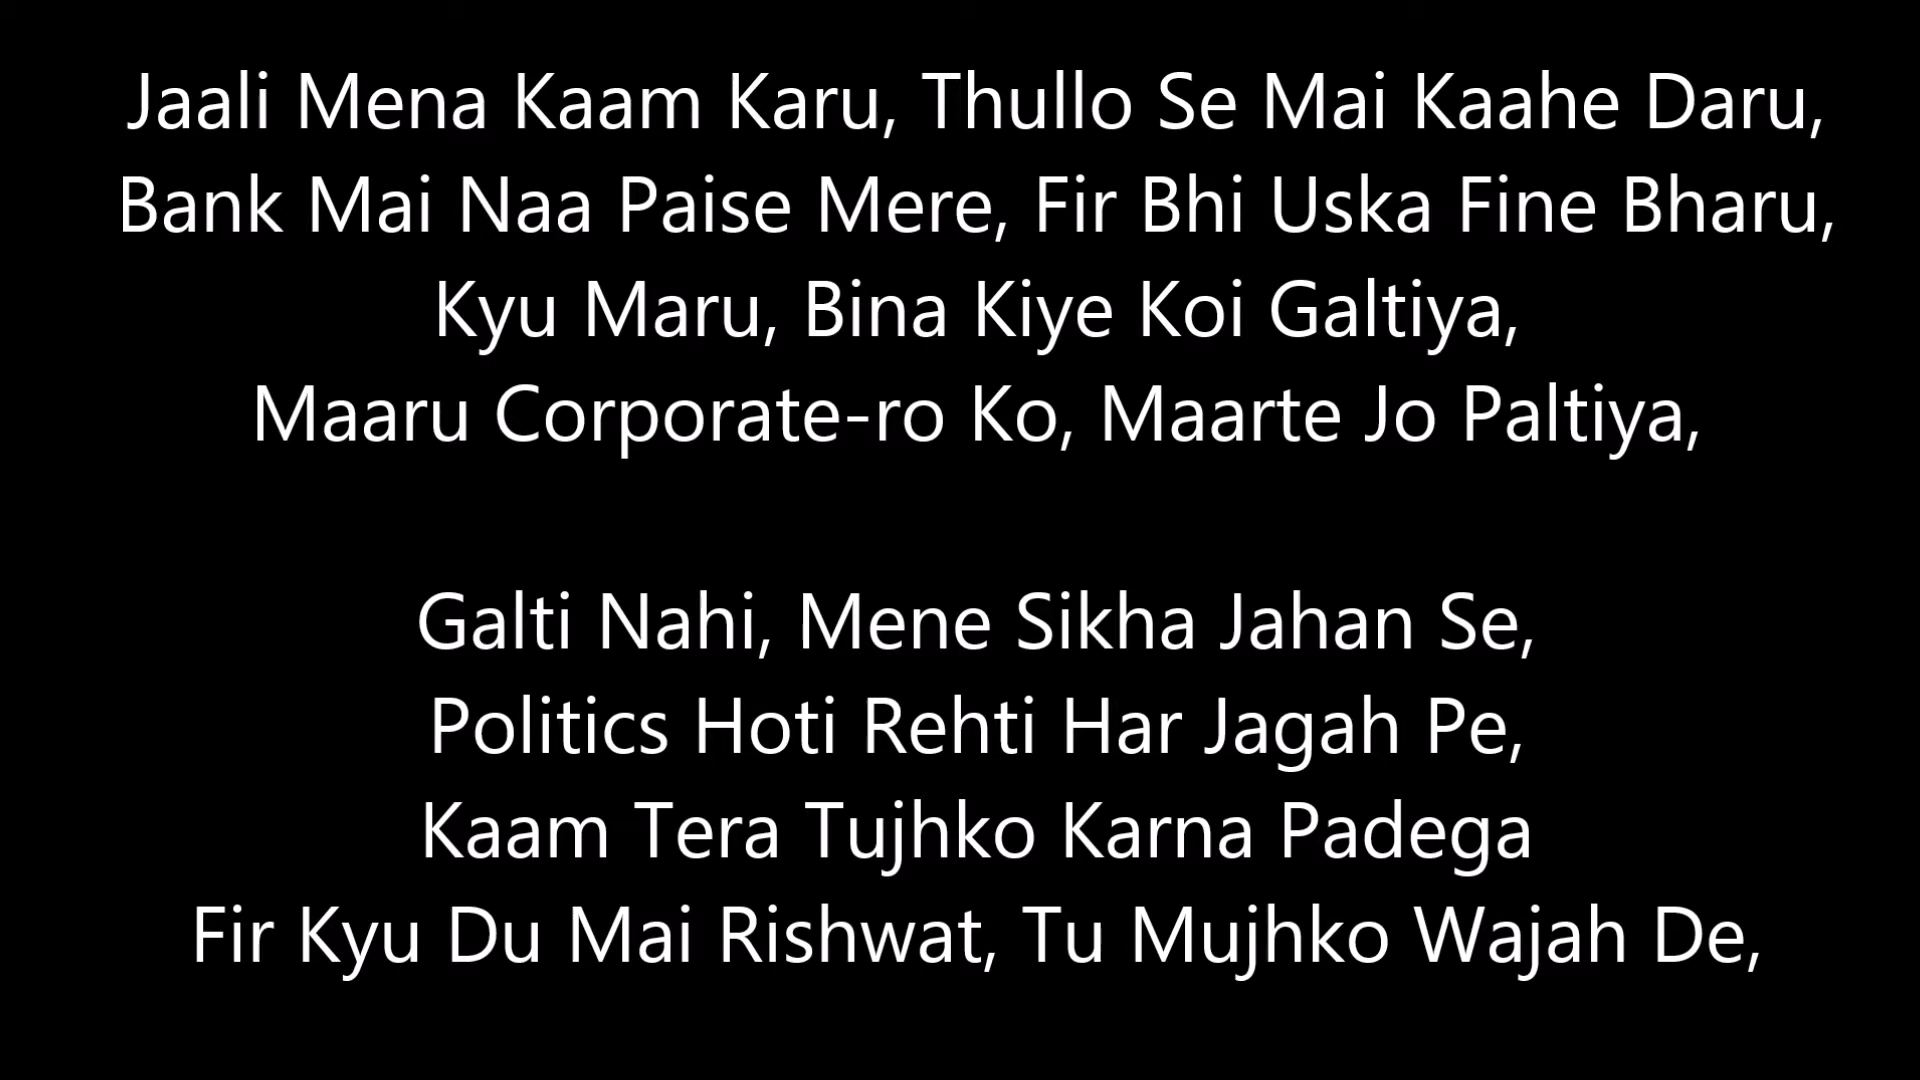 Jaali Mena Kaam Karu, Thullo Se Mai Kaahe Daru,
Bank Mai Naa Paise Mere, Fir Bhi Uska Fine Bharu,
Kyu Maru, Bina Kiye Koi Galtiya,
Maaru Corporate-ro Ko, Maarte Jo Paltiya,
Galti Nahi, Mene Sikha Jahan Se,
Politics Hoti Rehti Har Jagah Pe,
Kaam Tera Tujhko Karna Padega
Fir Kyu Du Mai Rishwat, Tu Mujhko Wajah De,